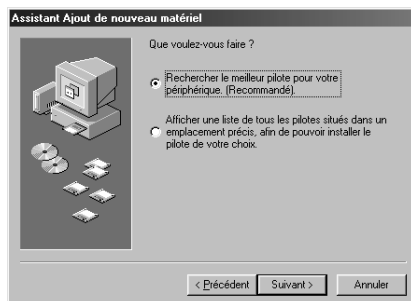 Assistant Ajout de nouveau matériel
Que voulez-vous faire ?
Rechercher le meilleur pilote pour votre
périphérique. (Recommandé).
Afficher une liste de tous les pilotes situés dans un
emplacement précis, afin de pouvoir installer le
pilote de votre choix.
< Précédent
Suivant >
Annuler